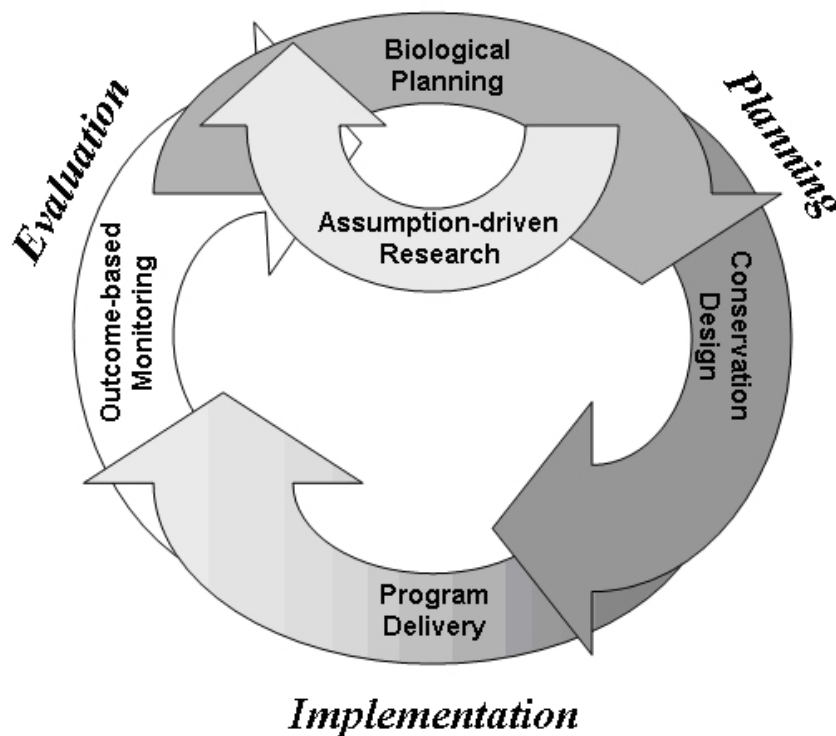 Biological
Planning
Planning
Evaluation
Assumption-driven
Research
Outcome-based
Monitoring
Conservation
Design
Program
Delivery
Implementation